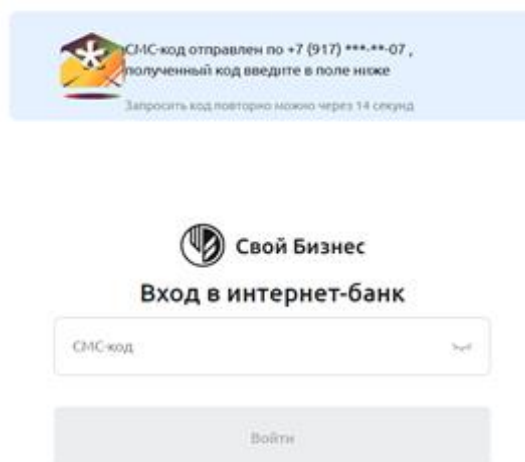 СМС-код отправлен по +7 (917) ***-**-07 ,
полученный код введите в поле ниже
Запросить код повторно можно через 14 секунд
Свой Бизнес
Вход в интернет-банк
СМС-код
Войти